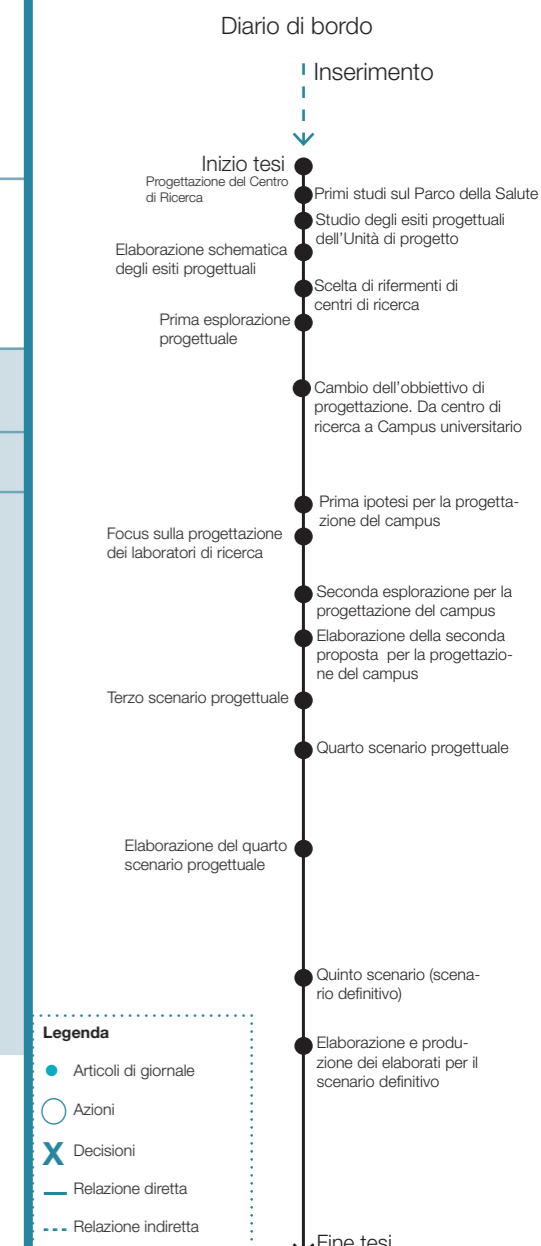 Diario di bordo
Inserimento
Inizio tesi
Progettazione del Centro
di Ricerca
Primi studi sul Parco della Salute
Studio degli esiti progettuali
dell'Unità di progetto
Elaborazione schematica
degli esiti progettuali
Scelta di rifermenti di
centri di ricerca
Prima esplorazione
progettuale
Cambio dell'obbiettivo di
progettazione. Da centro di
ricerca a Campus universitario
Prima ipotesi per la progetta-
zione del campus
Focus sulla progettazione
dei laboratori di ricerca
Seconda esplorazione per la
progettazione del campus
Elaborazione della seconda
proposta per la progettazio-
ne del campus
Terzo scenario progettuale
Quarto scenario progettuale
Elaborazione del quarto
scenario progettuale
Quinto scenario (scena-
rio definitivo)
Elaborazione e produ-
zione dei elaborati per il
scenario definitivo
Legenda
Articoli di giornale
Azioni
X Decisioni
Relazione diretta
Relazione indiretta
Fine tesi